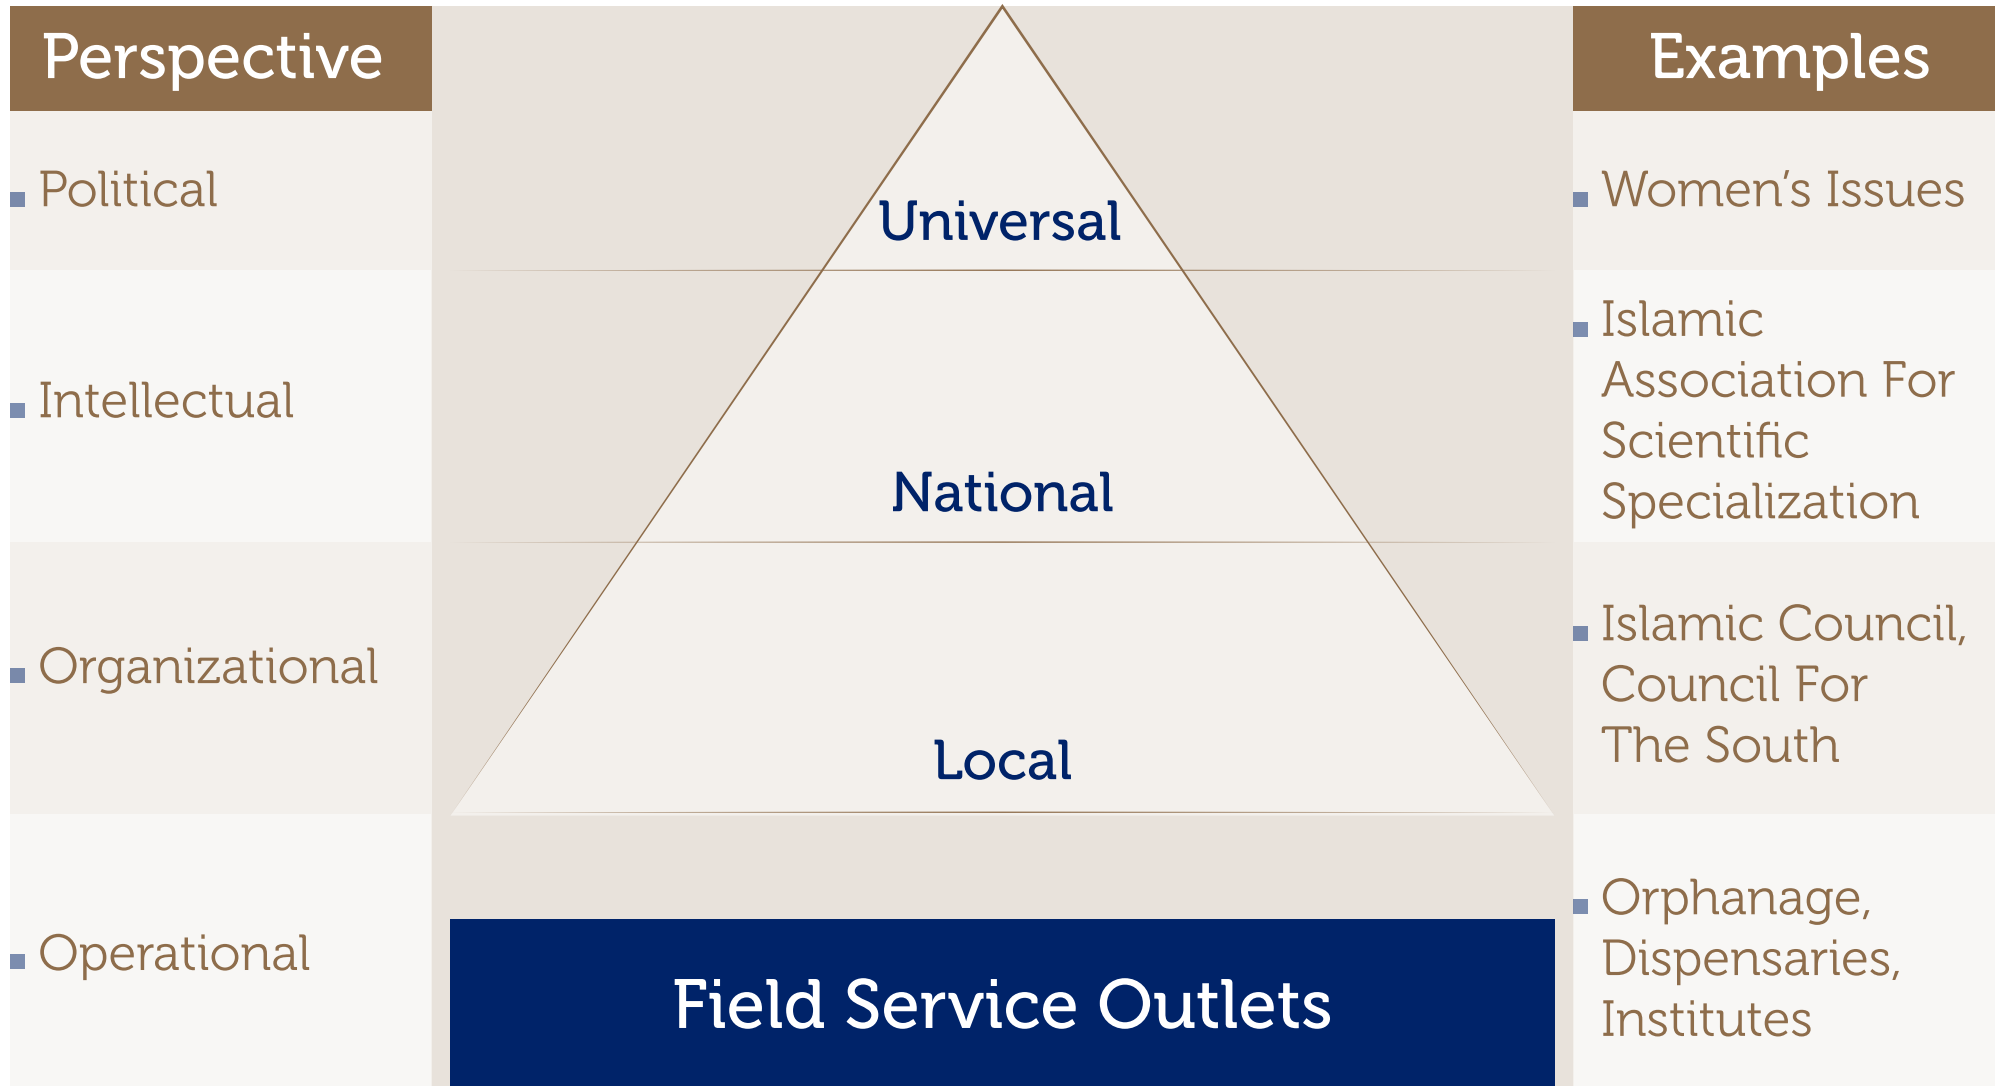 Perspective
Examples
Political
Universal
Women’s Issues
Intellectual
National
Islamic
Association For
Scientific
Specialization
Organizational
Local
Islamic Council,
Council For
The South
Operational
Field Service Outlets
Orphanage,
Dispensaries,
Institutes